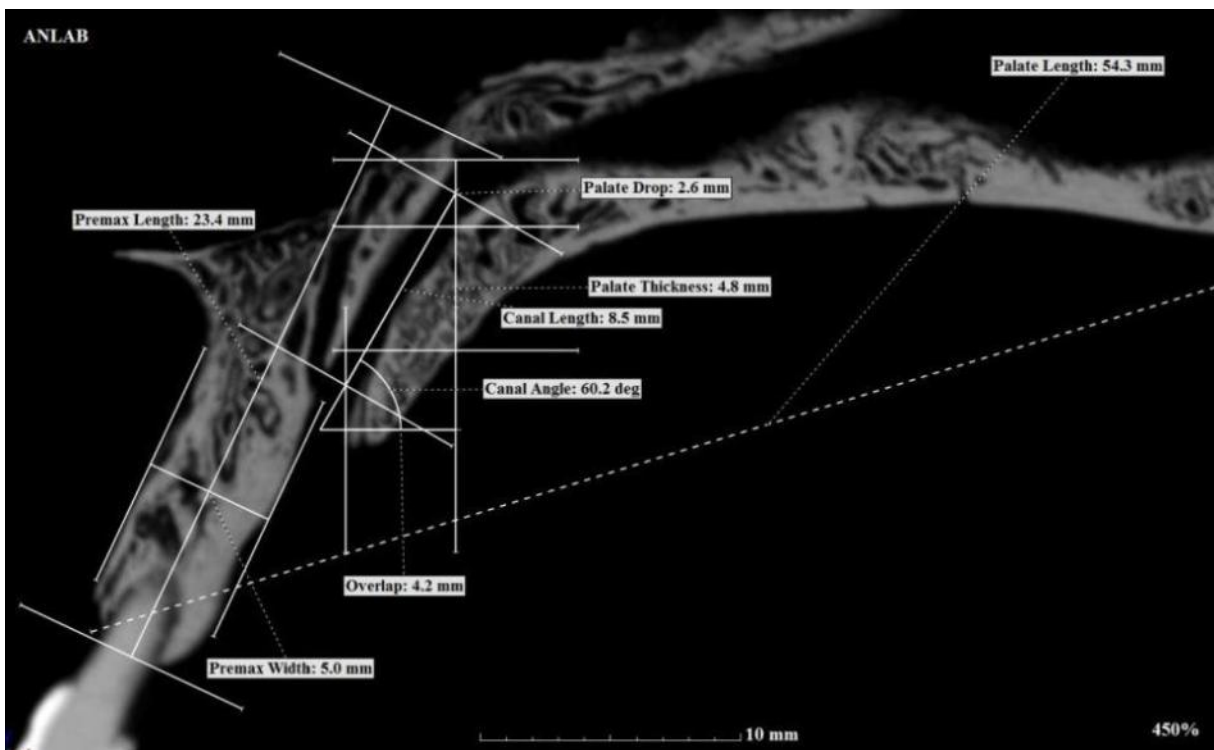 ANLAB
Palate Length: 54.3 mm
Palate Drop: 2.6 mm
Premax Length: 23.4 mm
Palate Thickness: 4.8 mm
Canal Length: 8.5 mm
Canal Angle: 60.2 deg
Overlap: 4.2 mm
Premax Width: 5.0 mm
10 mm
450%